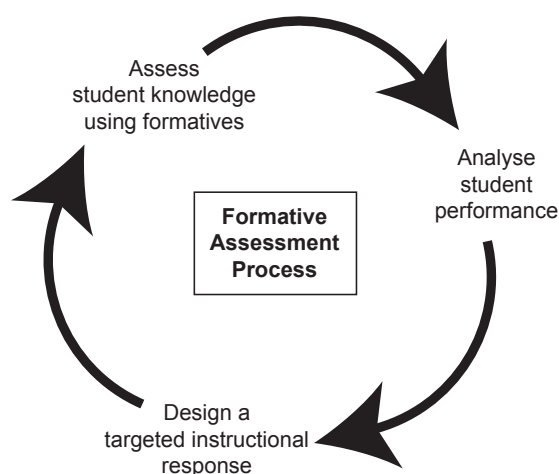 Assess
student knowledge
using formatives
Analyse
student
performance
Formative
Assessment
Process
Design a
targeted instructional
response